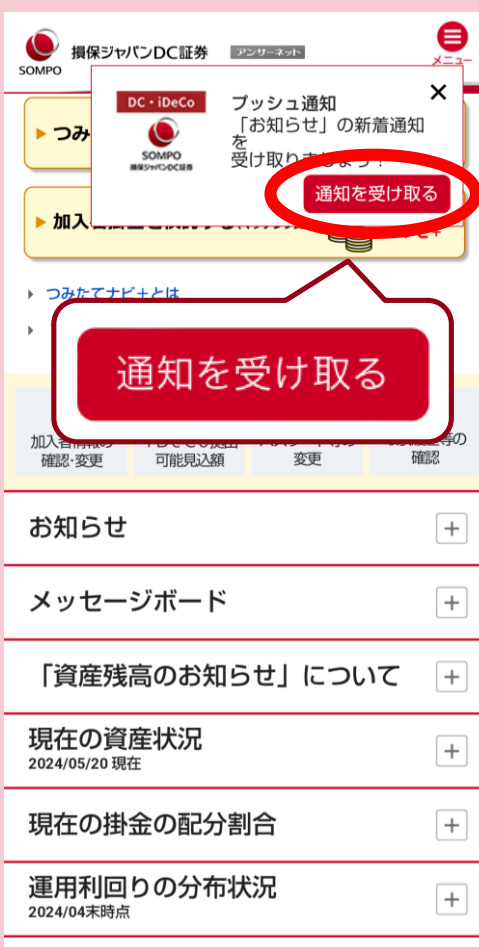 SOMPO
損保ジャパンDC証券
アンサーネット
メニュー
DC・iDeCo
SOMPO
損保ジャパンDC証券
プッシュ通知
「お知らせ」の新着通知
を
受け取りましょう！
通知を受け取る
つみ
加入
つみたてナビ+とは
通知を受け取る
加入者情報の
確認・変更
可能見込額
変更
等の
確認
お知らせ
メッセージボード
「資産残高のお知らせ」について
現在の資産状況
2024/05/20 現在
現在の掛金の配分割合
運用利回りの分布状況
2024/04末時点